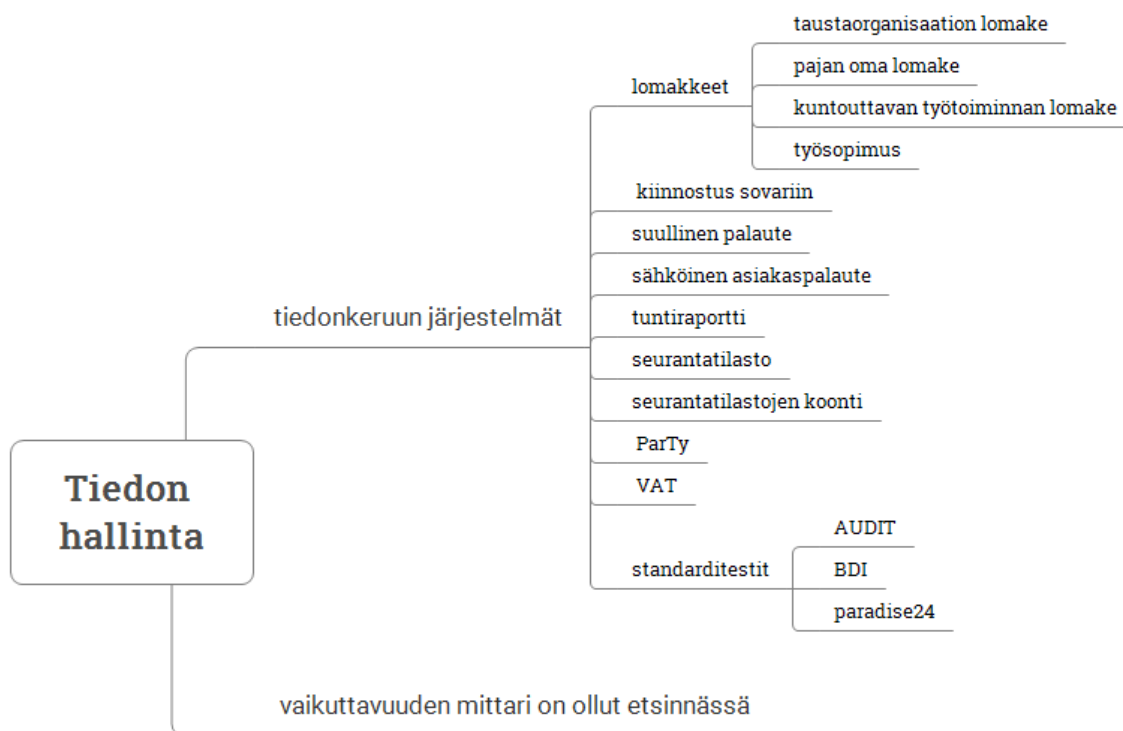 taustaorganisaation lomake
lomakkeet
pajan oma lomake
kuntouttavan työtoiminnan lomake
työsopimus
kiinnostus sovariin
suullinen palaute
sähköinen asiakaspalaute
tiedonkeruun järjestelmät
tuntiraportti
seurantatilasto
seurantatilastojen koonti
ParTy
VAT
Tiedon
hallinta
standarditestit
AUDIT
BDI
paradise24
vaikuttavuuden mittari on ollut etsinnässä